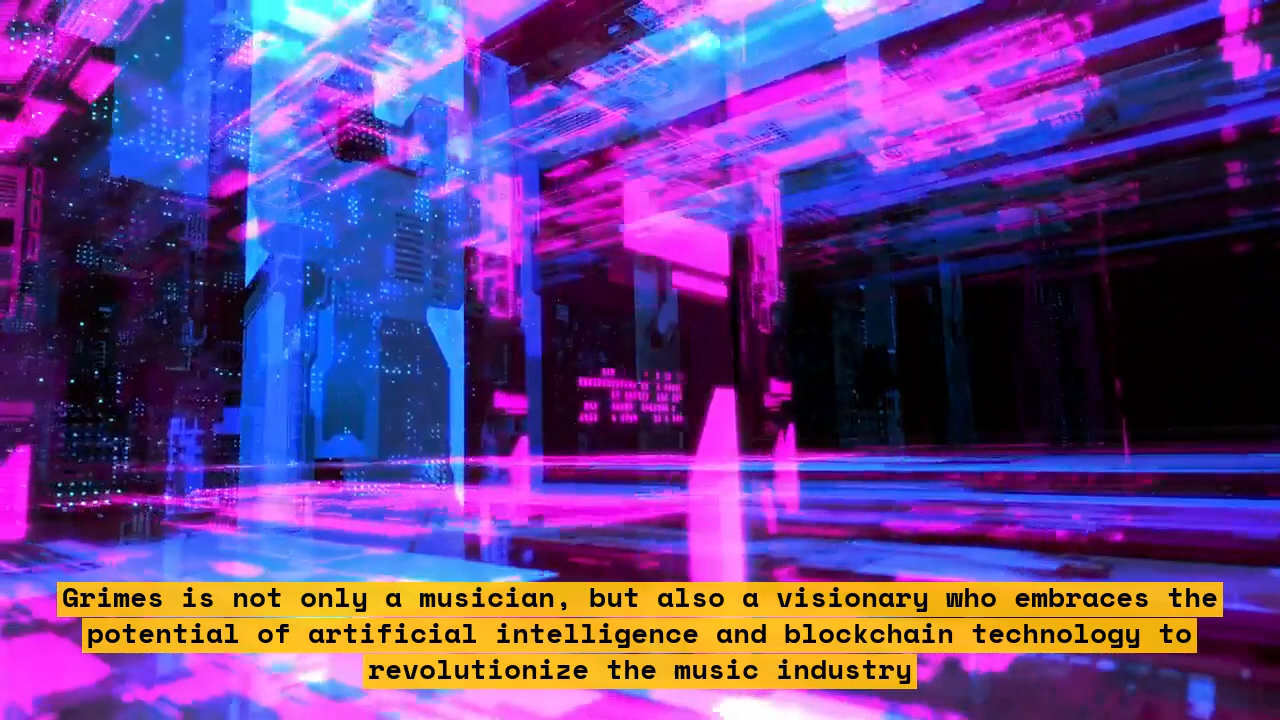 Grimes is not only a musician, but also a visionary who embraces the
potential of artificial intelligence and blockchain technology to
revolutionize the music industry